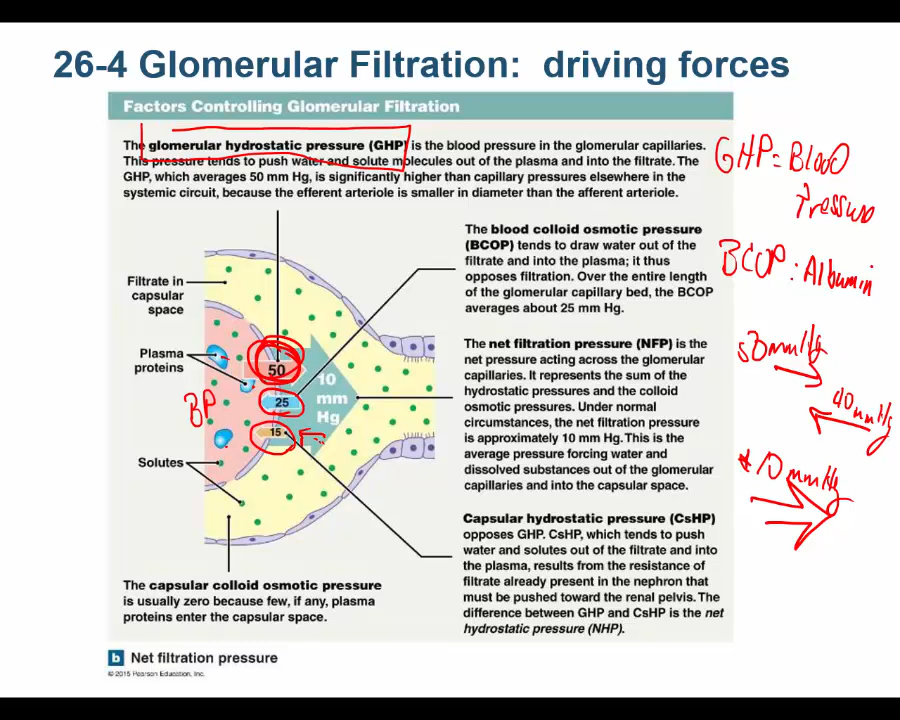 26-4 Glomerular Filtration: driving forces
Factors Controlling Glomerular Filtration
The glomerular hydrostatic pressure (GHP) is the blood pressure in the glomerular capillaries.
This pressure tends to push water and solute molecules out of the plasma and into the filtrate. The
GHP, which averages 50 mm Hg, is significantly higher than capillary pressures elsewhere in the
systemic circuit, because the efferent arteriole is smaller in diameter than the afferent arteriole.
GHP = Blood
Pressure
BCOP : Albumin
50mmHg
40mmHg
10mmHg
Filtrate in
capsular
space
Plasma
proteins
BP
Solutes
50
25
15
10
mm
Hg
The blood colloid osmotic pressure
(BCOP) tends to draw water out of the
filtrate and into the plasma; it thus
opposes filtration. Over the entire length
of the glomerular capillary bed, the BCOP
averages about 25 mm Hg.
The net filtration pressure (NFP) is the
net pressure acting across the glomerular
capillaries. It represents the sum of the
hydrostatic pressures and the colloid
osmotic pressures. Under normal
circumstances, the net filtration pressure
is approximately 10 mm Hg. This is the
average pressure forcing water and
dissolved substances out of the glomerular
capillaries and into the capsular space.
Capsular hydrostatic pressure (CsHP)
opposes GHP. CsHP, which tends to push
water and solutes out of the filtrate and into
the plasma, results from the resistance of
filtrate already present in the nephron that
must be pushed toward the renal pelvis. The
difference between GHP and CsHP is the net
hydrostatic pressure (NHP).
The capsular colloid osmotic pressure
is usually zero because few, if any, plasma
proteins enter the capsular space.
b Net filtration pressure
© 2015 Pearson Education, Inc.